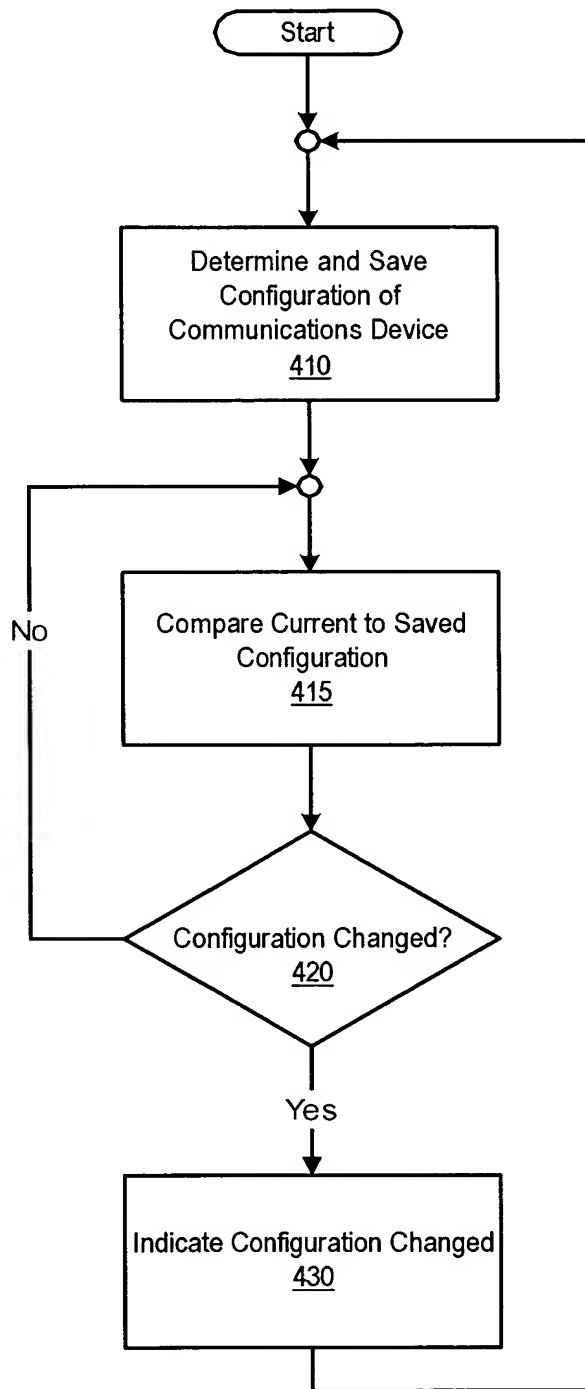 Start
Determine and Save
Configuration of
Communications Device
410
No
Compare Current to Saved
Configuration
415
Configuration Changed?
420
Yes
Indicate Configuration Changed
430